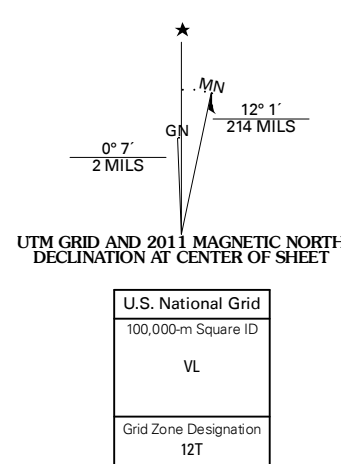 ★
MN
12° 1´
214 MILS
GN
0° 7´
2 MILS
UTM GRID AND 2011 MAGNETIC NORTH
DECLINATION AT CENTER OF SHEET
U.S. National Grid
100,000-m Square ID
VL
Grid Zone Designation
12T